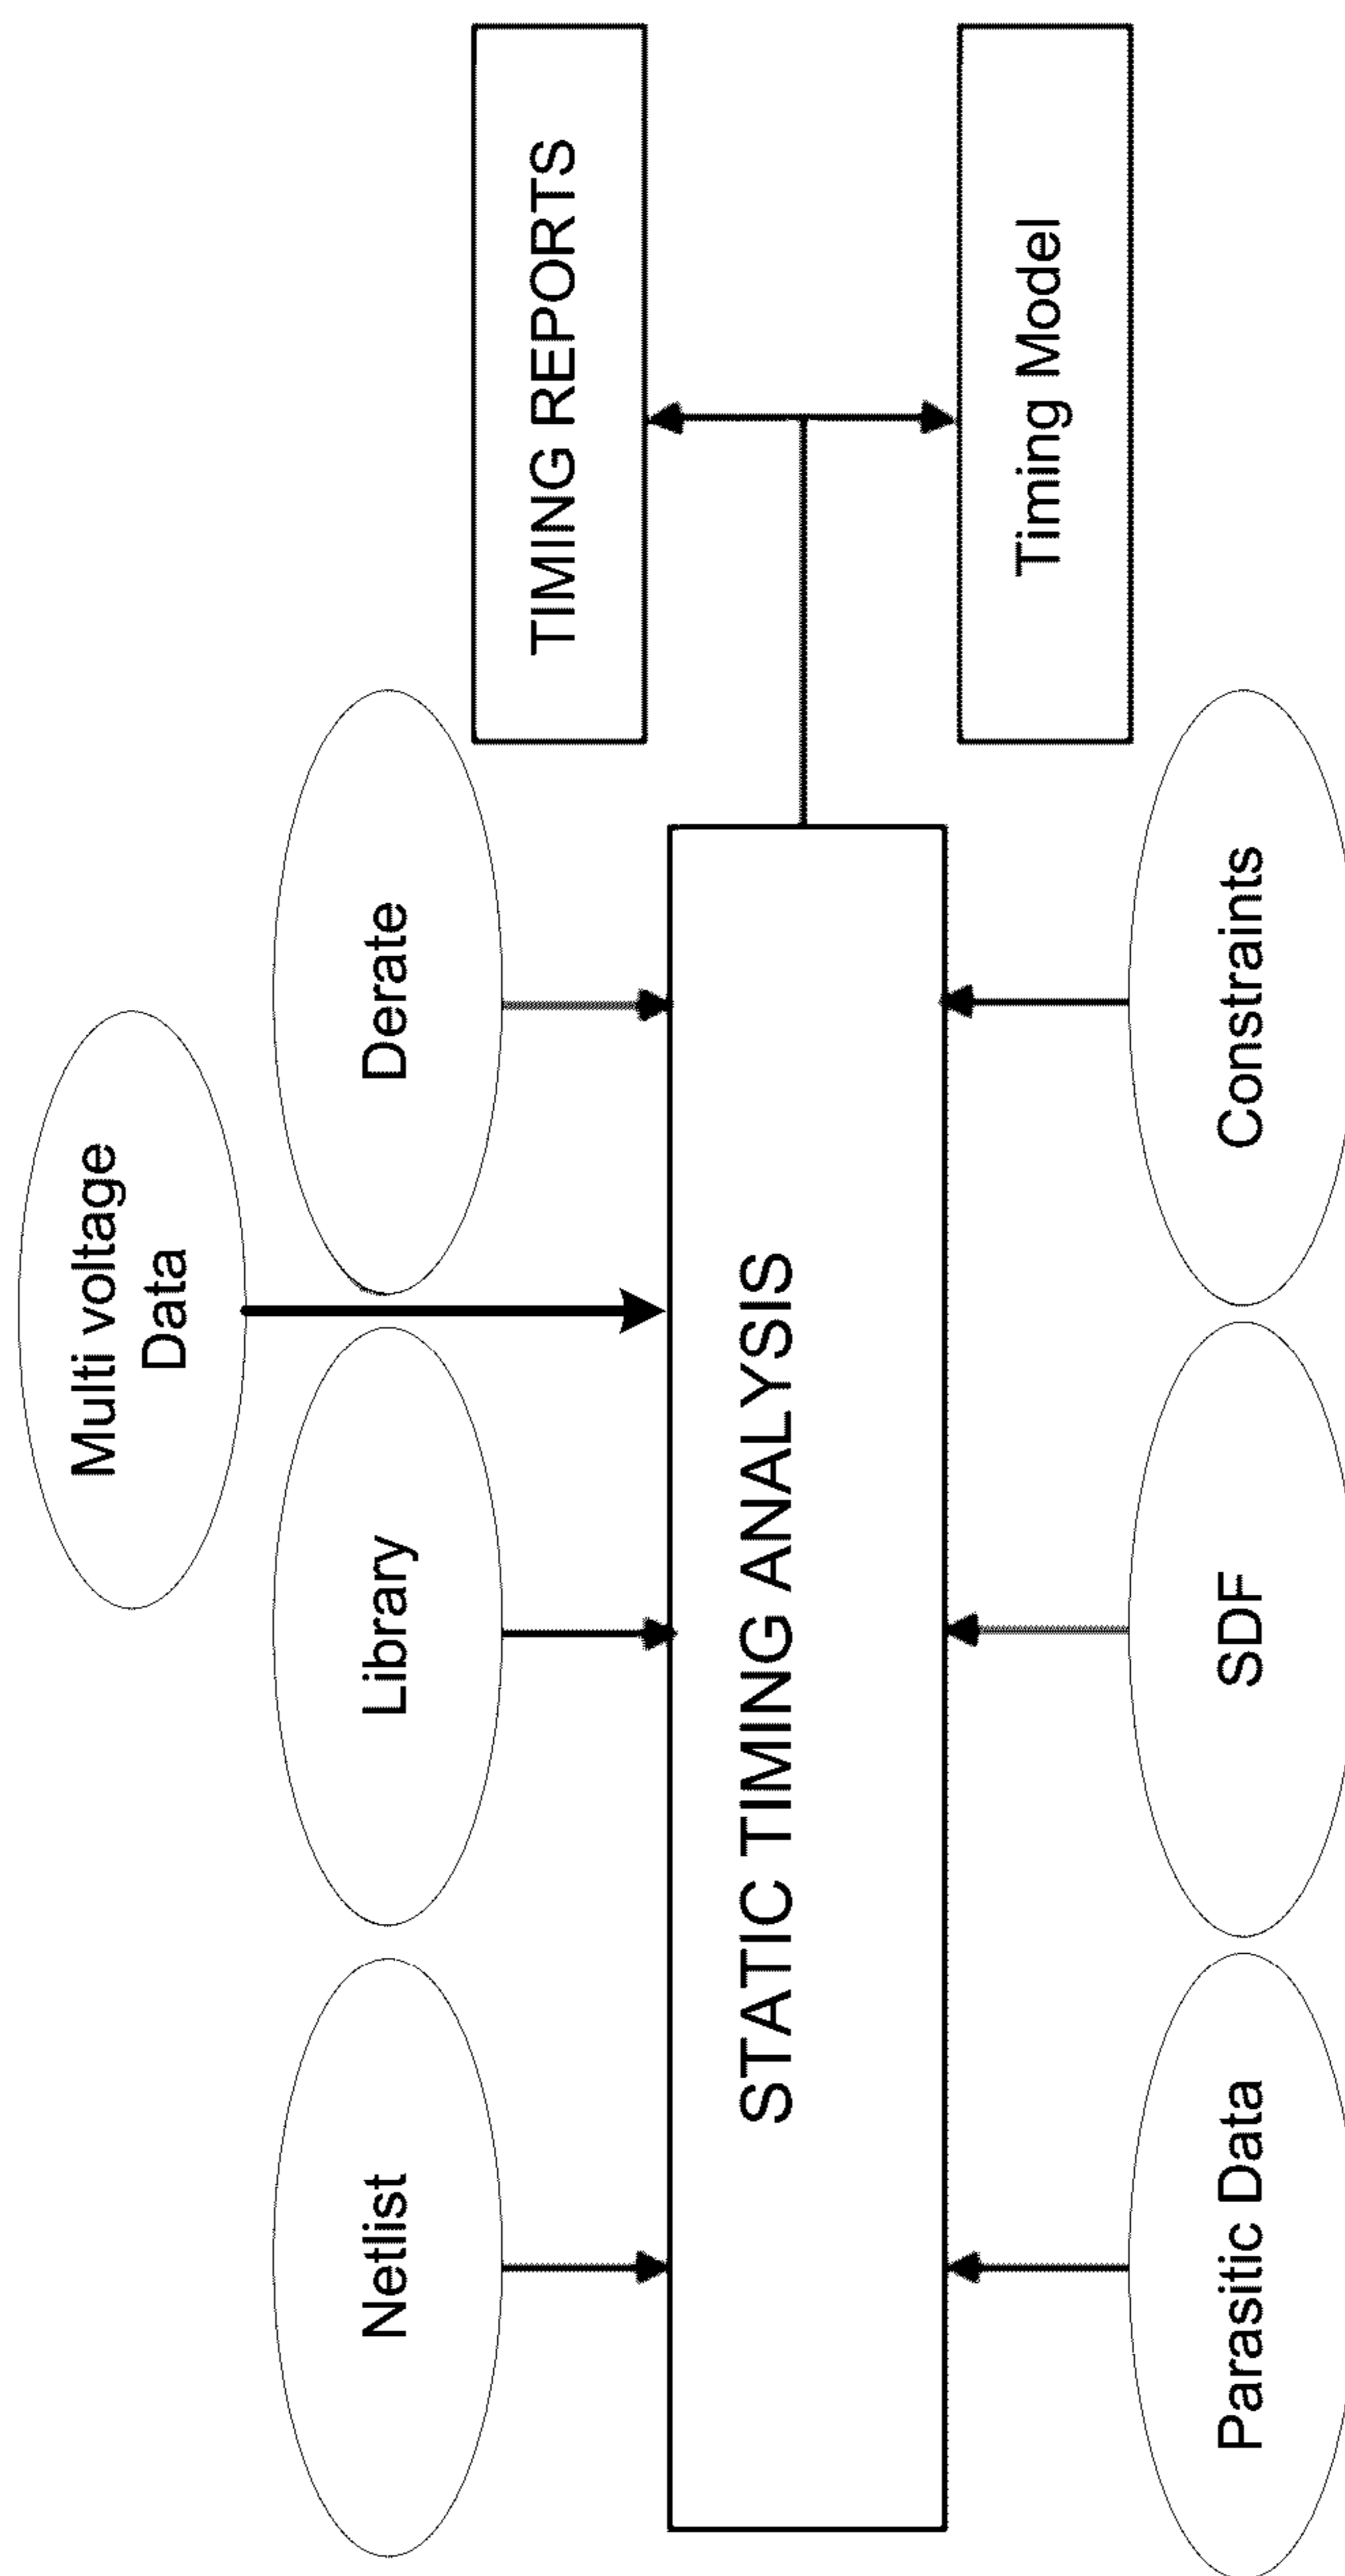 Multi voltage
Data
Netlist
Library
Derate
STATIC TIMING ANALYSIS
TIMING REPORTS
Timing Model
Parasitic Data
SDF
Constraints